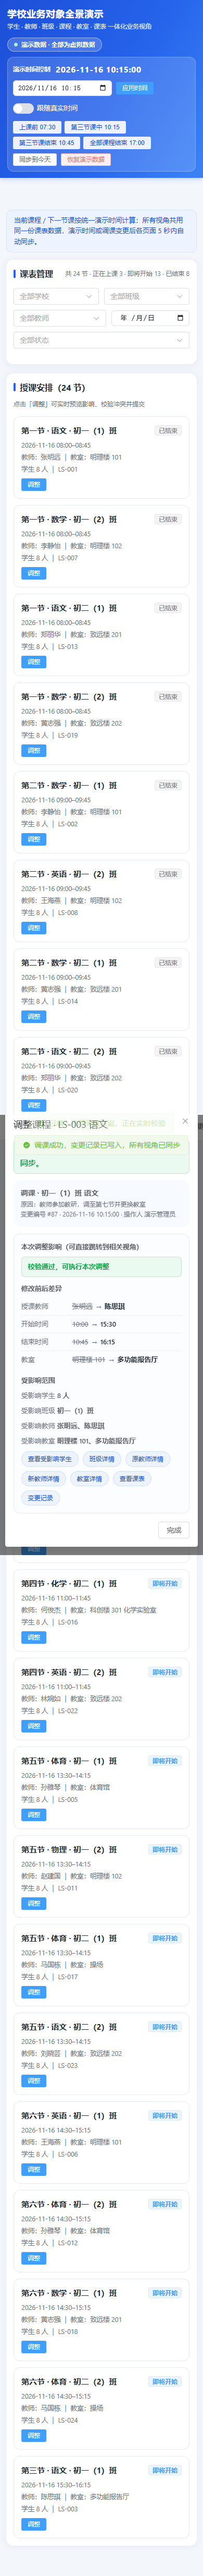 学校业务对象全景演示
学生 · 教师 · 班级 · 课程 · 教室 · 课表 一体化业务视角
演示数据 · 全部为虚拟数据
演示时间控制 2026-11-16 10:15:00
2026/11/16 10:15 应用时间
跟随真实时间
上课前 07:30 第三节课中 10:15
第三节课结束 10:45 全部课程结束 17:00
同步到今天 恢复演示数据
当前课程 / 下一节课按统一演示时间计算；所有视角共用
同一份课表数据，演示时间或调课变更后各页面 5 秒内自
动同步。
课表管理 共 24 节 · 正在上课 3 · 即将开始 13 · 已结束 8
全部学校 全部班级
全部教师 年 /月/日
全部状态
授课安排（24 节）
点击「调整」可实时预览影响、校验冲突并提交
第一节 · 语文 · 初一（1）班 已结束
2026-11-16 08:00–08:45
教师：张明远 | 教室：明理楼 101
学生 8 人 | LS-001
调整
第一节 · 数学 · 初一（2）班 已结束
2026-11-16 08:00–08:45
教师：李静怡 | 教室：明理楼 102
学生 8 人 | LS-007
调整
第一节 · 语文 · 初二（1）班 已结束
2026-11-16 08:00–08:45
教师：郑丽华 | 教室：致远楼 201
学生 8 人 | LS-013
调整
第一节 · 数学 · 初二（2）班 已结束
2026-11-16 08:00–08:45
教师：黄志强 | 教室：致远楼 202
学生 8 人 | LS-019
调整
第二节 · 数学 · 初一（1）班 已结束
2026-11-16 09:00–09:45
教师：李静怡 | 教室：明理楼 101
学生 8 人 | LS-002
调整
第二节 · 英语 · 初一（2）班 已结束
2026-11-16 09:00–09:45
教师：王海燕 | 教室：明理楼 102
学生 8 人 | LS-008
调整
第二节 · 数学 · 初二（1）班 已结束
2026-11-16 09:00–09:45
教师：黄志强 | 教室：致远楼 201
学生 8 人 | LS-014
调整
第二节 · 语文 · 初二（2）班 已结束
2026-11-16 09:00–09:45
教师：郑丽华 | 教室：致远楼 202
学生 8 人 | LS-020
调整
调整课程 · LS-003 语文
调课成功，变更记录已写入，所有视角已同步
同步。
调课 · 初一（1）班 语文
原因：教师参加教研，调至第七节并更换教室
变更编号 #87 · 2026-11-16 10:15:00 · 操作人 演示管理员
本次调整影响（可直接跳转到相关视角）
校验通过，可执行本次调整
修改前后差异
授课教师 张明远 → 陈思琪
开始时间 10:00 → 15:30
结束时间 10:45 → 16:15
教室 明理楼 101 → 多功能报告厅
受影响范围
受影响学生 8 人
受影响班级 初一（1）班
受影响教师 张明远、陈思琪
受影响教室 明理楼 101、多功能报告厅
查看受影响学生 班级详情 原教师详情
新教师详情 教室详情 查看课表
变更记录
完成
调整
第四节 · 化学 · 初二（1）班 即将开始
2026-11-16 11:00–11:45
教师：何俊杰 | 教室：科创楼 301 化学实验室
学生 8 人 | LS-016
调整
第四节 · 英语 · 初二（2）班 即将开始
2026-11-16 11:00–11:45
教师：林婉如 | 教室：致远楼 202
学生 8 人 | LS-022
调整
第五节 · 体育 · 初一（1）班 即将开始
2026-11-16 13:30–14:15
教师：孙雅琴 | 教室：体育馆
学生 8 人 | LS-005
调整
第五节 · 物理 · 初一（2）班 即将开始
2026-11-16 13:30–14:15
教师：赵建国 | 教室：明理楼 102
学生 8 人 | LS-011
调整
第五节 · 体育 · 初二（1）班 即将开始
2026-11-16 13:30–14:15
教师：马国栋 | 教室：操场
学生 8 人 | LS-017
调整
第五节 · 语文 · 初二（2）班 即将开始
2026-11-16 13:30–14:15
教师：刘晓芸 | 教室：致远楼 202
学生 8 人 | LS-023
调整
第六节 · 英语 · 初一（1）班 即将开始
2026-11-16 14:30–15:15
教师：王海燕 | 教室：明理楼 101
学生 8 人 | LS-006
调整
第六节 · 体育 · 初一（2）班 即将开始
2026-11-16 14:30–15:15
教师：孙雅琴 | 教室：体育馆
学生 8 人 | LS-012
调整
第六节 · 数学 · 初二（1）班 即将开始
2026-11-16 14:30–15:15
教师：黄志强 | 教室：致远楼 201
学生 8 人 | LS-018
调整
第六节 · 体育 · 初二（2）班 即将开始
2026-11-16 14:30–15:15
教师：马国栋 | 教室：操场
学生 8 人 | LS-024
调整
第三节 · 语文 · 初一（1）班 即将开始
2026-11-16 15:30–16:15
教师：陈思琪 | 教室：多功能报告厅
学生 8 人 | LS-003
调整